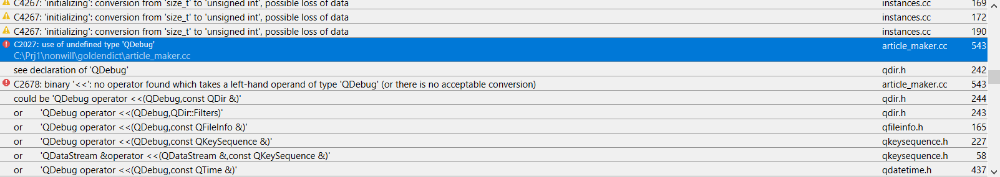 C4267: 'initializing': conversion from 'size_t' to 'unsigned int', possible loss of data instances.cc 169
C4267: 'initializing': conversion from 'size_t' to 'unsigned int', possible loss of data instances.cc 172
C4267: 'initializing': conversion from 'size_t' to 'unsigned int', possible loss of data instances.cc 190
C2027: use of undefined type 'QDebug' article_maker.cc 543
C:\Prj1\nonwill\goldendict\article_maker.cc
see declaration of 'QDebug' qdir.h 242
C2678: binary '<<': no operator found which takes a left-hand operand of type 'QDebug' (or there is no acceptable conversion) article_maker.cc 543
could be 'QDebug operator <<(QDebug,const QDir &)' qdir.h 244
or 'QDebug operator <<(QDebug,QDir::Filters)' qdir.h 243
or 'QDebug operator <<(QDebug,const QFileInfo &)' qfileinfo.h 165
or 'QDebug operator <<(QDebug,const QKeySequence &)' qkeysequence.h 227
or 'QDataStream &operator <<(QDataStream &,const QKeySequence &)' qkeysequence.h 58
or 'QDebug operator <<(QDebug,const QTime &)' qdatetime.h 437